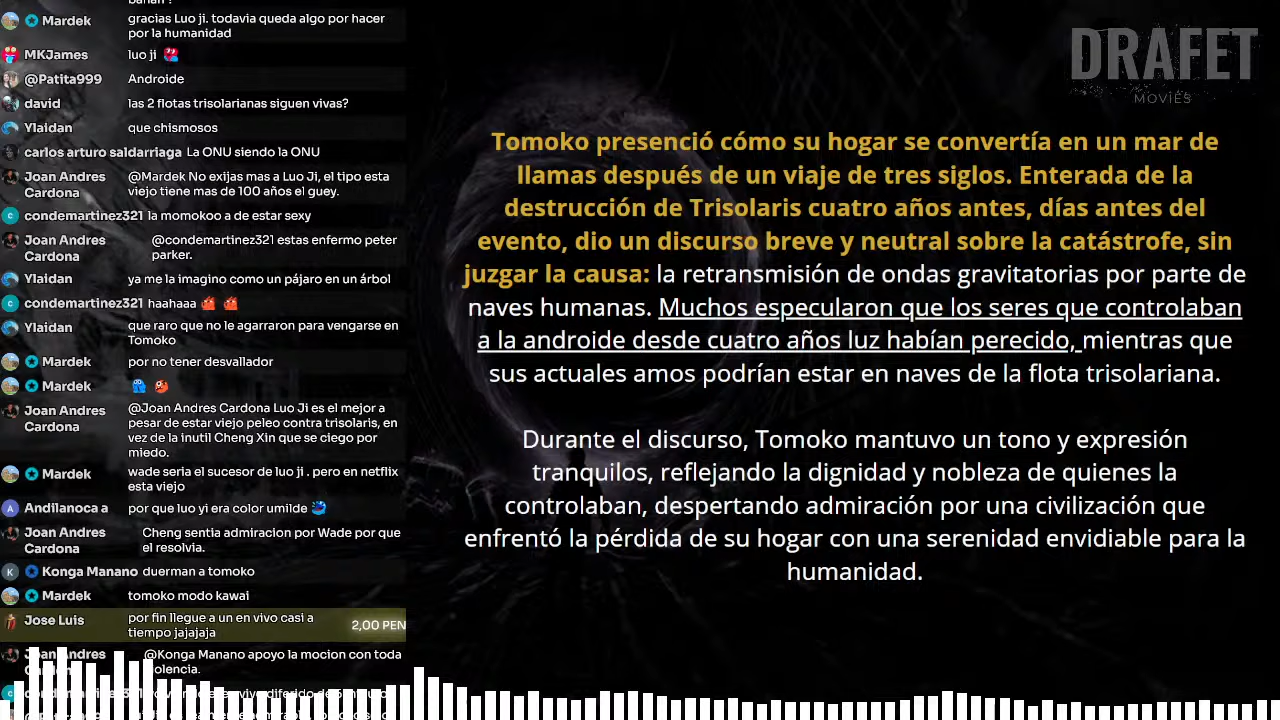 Mardek
gracias Luo ji. todavia queda algo por hacer
por la humanidad
MKJames
luo ji
@Patita999
Androide
david
las 2 flotas trisolarianas siguen vivas?
Ylaidan
que chismosos
carlos arturo saldarriaga
La ONU siendo la ONU
Joan Andres
Cardona
@Mardek No exijas mas a Luo Ji, el tipo esta
viejo tiene mas de 100 años el guey.
condemartinez321
la momokoo a de estar sexy
Joan Andres
Cardona
@condemartinez321 estas enfermo peter
parker.
Ylaidan
ya me la imagino como un pájaro en un árbol
condemartinez321
haahaaa
Ylaidan
que raro que no le agarraron para vengarse en
Tomoko
Mardek
por no tener desvallador
Mardek
Joan Andres
Cardona
@Joan Andres Cardona Luo Ji es el mejor a
pesar de estar viejo peleo contra trisolaris, en
vez de la inutil Cheng Xin que se ciego por
miedo.
Mardek
wade seria el sucesor de luo ji . pero en netflix
esta viejo
Andilanoca a
por que luo yi era color umilde
Joan Andres
Cardona
Cheng sentia admiracion por Wade por que
el resolvia.
Konga Manano
duerman a tomoko
Mardek
tomoko modo kawai
Jose Luis
por fin llegue a un en vivo casi a
tiempo jajajaja
2,00 PEN
Joan Andres
@Konga Manano apoyo la mocion con toda
DRAFET
MOVIES
Tomoko presenció cómo su hogar se convertía en un mar de
llamas después de un viaje de tres siglos. Enterada de la
destrucción de Trisolaris cuatro años antes, días antes del
evento, dio un discurso breve y neutral sobre la catástrofe, sin
juzgar la causa: la retransmisión de ondas gravitatorias por parte de
naves humanas. Muchos especularon que los seres que controlaban
a la androide desde cuatro años luz habían perecido, mientras que
sus actuales amos podrían estar en naves de la flota trisolariana.
Durante el discurso, Tomoko mantuvo un tono y expresión
tranquilos, reflejando la dignidad y nobleza de quienes la
controlaban, despertando admiración por una civilización que
enfrentó la pérdida de su hogar con una serenidad envidiable para la
humanidad.